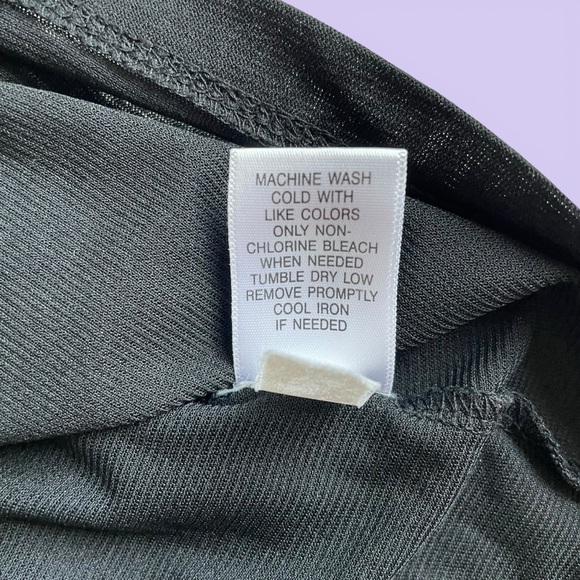 MACHINE WASH
COLD WITH
LIKE COLORS
ONLY NON-
CHLORINE BLEACH
WHEN NEEDED
TUMBLE DRY LOW
REMOVE PROMPTLY
COOL IRON
IF NEEDED